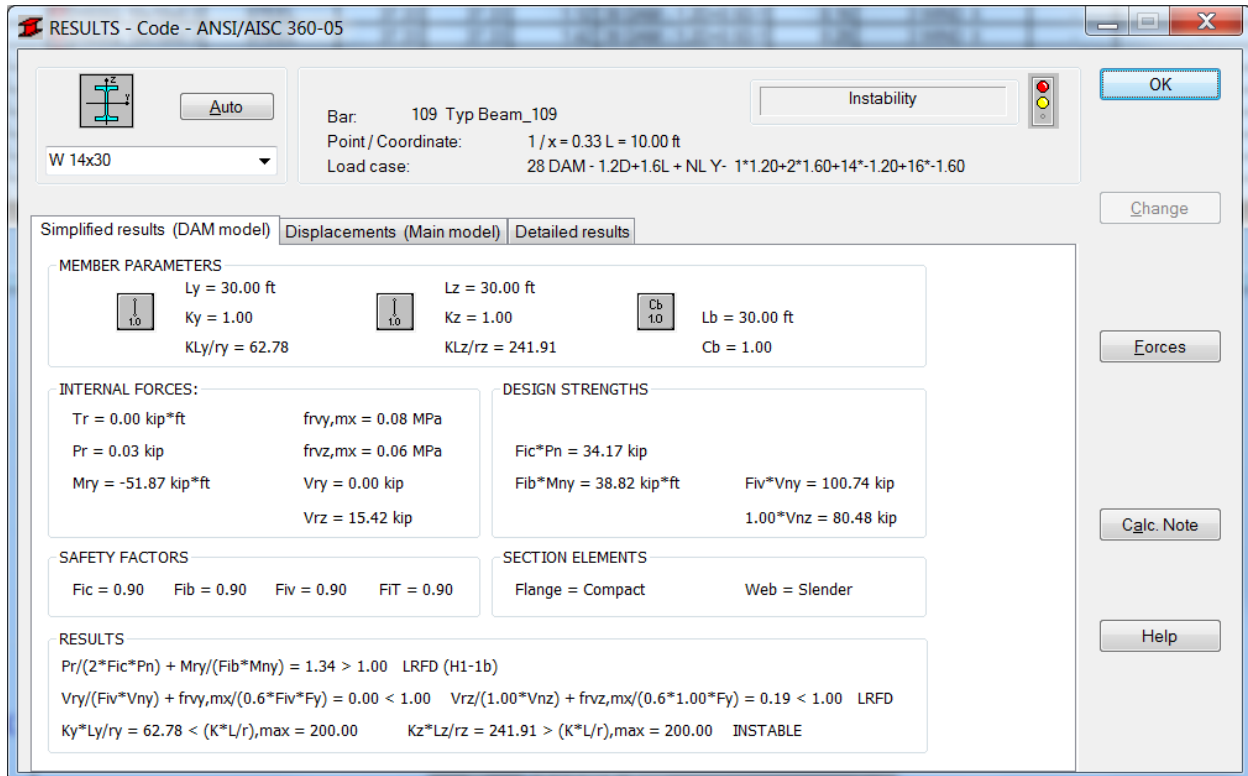 RESULTS - Code - ANSI/AISC 360-05
z
y
Auto
W 14x30
Instability
Bar: 109 Typ Beam_109
Point / Coordinate: 1 / x = 0.33 L = 10.00 ft
Load case: 28 DAM - 1.2D+1.6L + NL Y- 1*1.20+2*1.60+14*-1.20+16*-1.60
OK
Change
Forces
Calc. Note
Help
Simplified results (DAM model) Displacements (Main model) Detailed results
MEMBER PARAMETERS
Ly = 30.00 ft Lz = 30.00 ft
1.0 Ky = 1.00 1.0 Kz = 1.00 Cb 1.0 Lb = 30.00 ft
KLy/ry = 62.78 KLz/rz = 241.91 Cb = 1.00
INTERNAL FORCES: DESIGN STRENGTHS
Tr = 0.00 kip*ft frvy,mx = 0.08 MPa
Pr = 0.03 kip frvz,mx = 0.06 MPa Fic*Pn = 34.17 kip
Mry = -51.87 kip*ft Vry = 0.00 kip Fib*Mny = 38.82 kip*ft Fiv*Vny = 100.74 kip
Vrz = 15.42 kip 1.00*Vnz = 80.48 kip
SAFETY FACTORS SECTION ELEMENTS
Fic = 0.90 Fib = 0.90 Fiv = 0.90 FiT = 0.90 Flange = Compact Web = Slender
RESULTS
Pr/(2*Fic*Pn) + Mry/(Fib*Mny) = 1.34 > 1.00 LRFD (H1-1b)
Vry/(Fiv*Vny) + frvy,mx/(0.6*Fiv*Fy) = 0.00 < 1.00 Vrz/(1.00*Vnz) + frvz,mx/(0.6*1.00*Fy) = 0.19 < 1.00 LRFD
Ky*Ly/ry = 62.78 < (K*L/r),max = 200.00 Kz*Lz/rz = 241.91 > (K*L/r),max = 200.00 INSTABLE